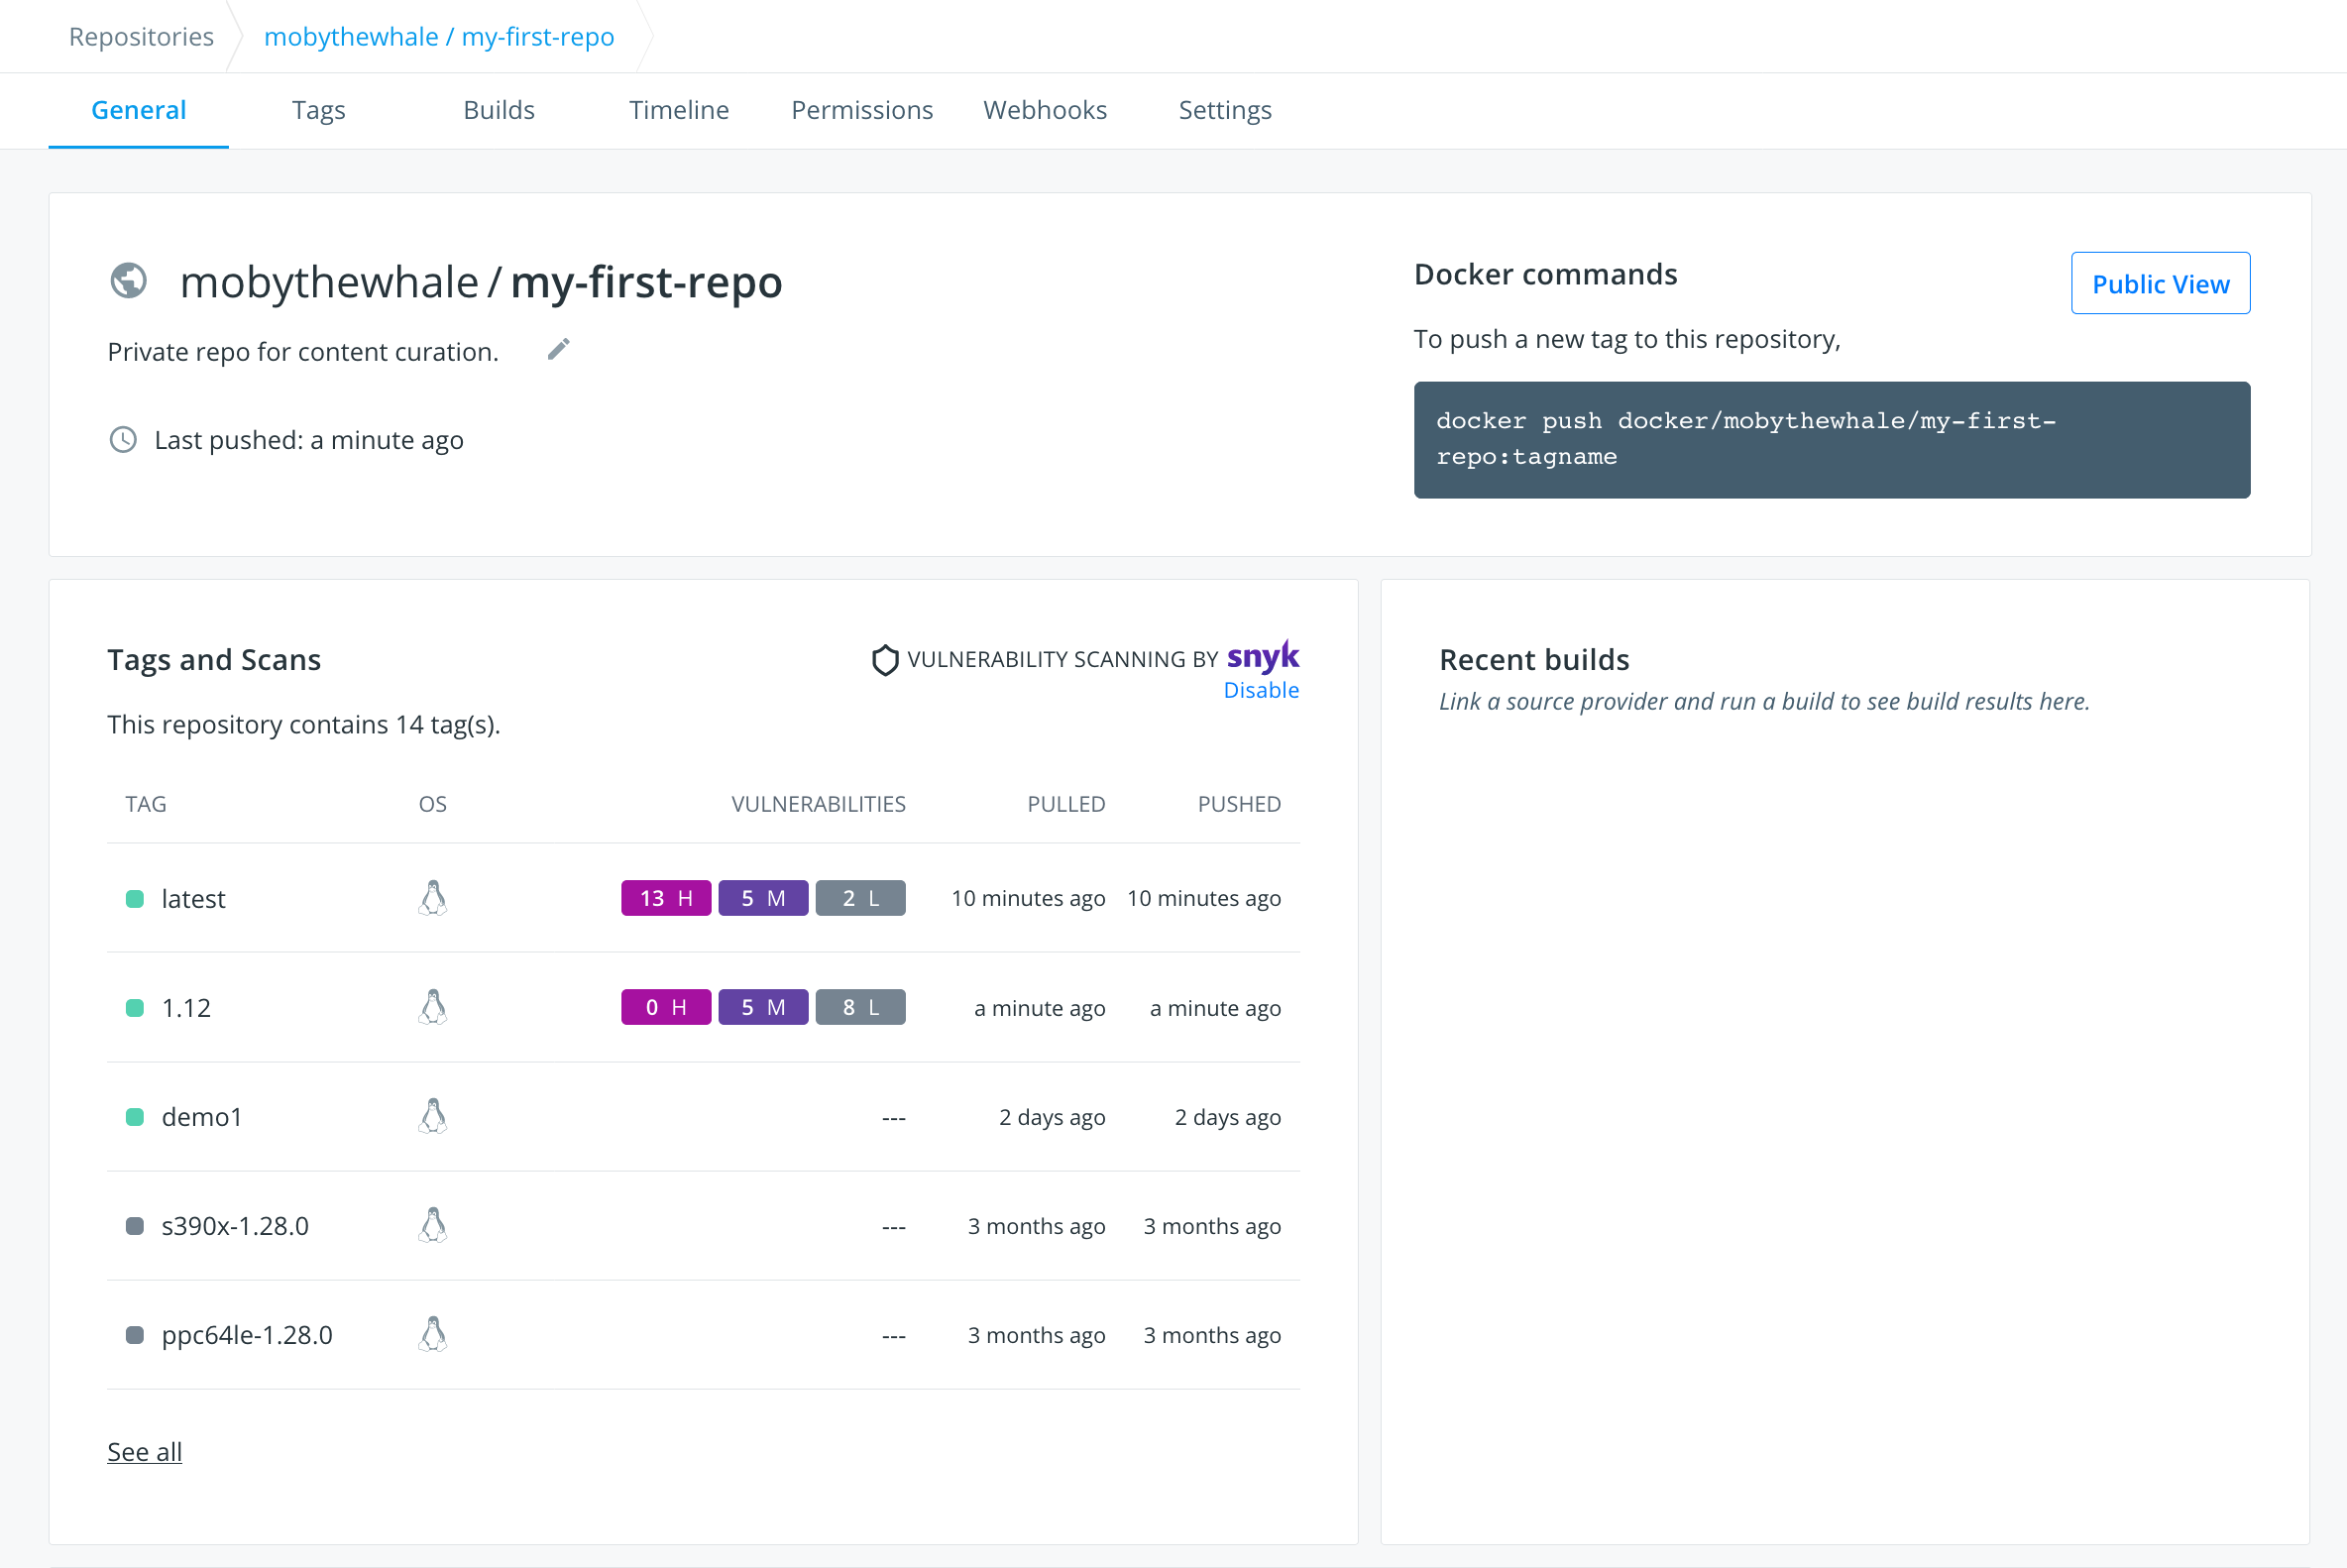 Repositories
mobythewhale / my-first-repo
General Tags Builds Timeline Permissions Webhooks Settings
mobythewhale / my-first-repo
Private repo for content curation.
Last pushed: a minute ago
Docker commands
Public View
To push a new tag to this repository,
docker push docker/mobythewhale/my-first-
repo:tagname
Tags and Scans
VULNERABILITY SCANNING BY snyk
Disable
This repository contains 14 tag(s).
TAG OS VULNERABILITIES PULLED PUSHED
latest 13 H 5 M 2 L 10 minutes ago 10 minutes ago
1.12 0 H 5 M 8 L a minute ago a minute ago
demo1 --- 2 days ago 2 days ago
s390x-1.28.0 --- 3 months ago 3 months ago
ppc64le-1.28.0 --- 3 months ago 3 months ago
See all
Recent builds
Link a source provider and run a build to see build results here.